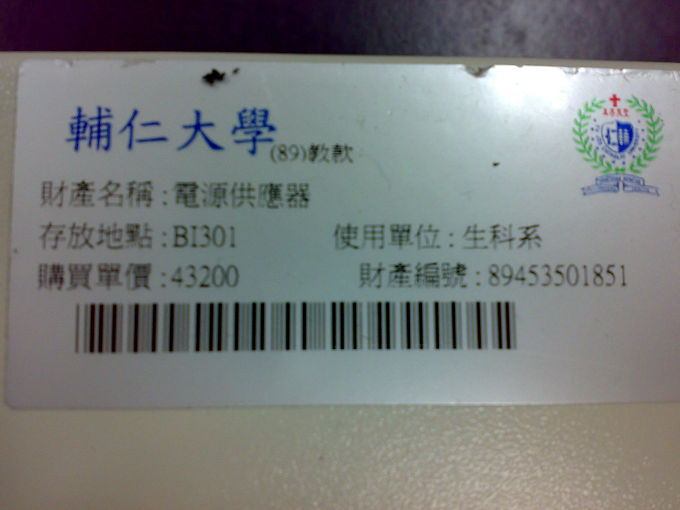 輔仁大學(89)教款
財產名稱:電源供應器
存放地點:BI301 使用單位:生科系
購買單價:43200 財產編號:89453501851